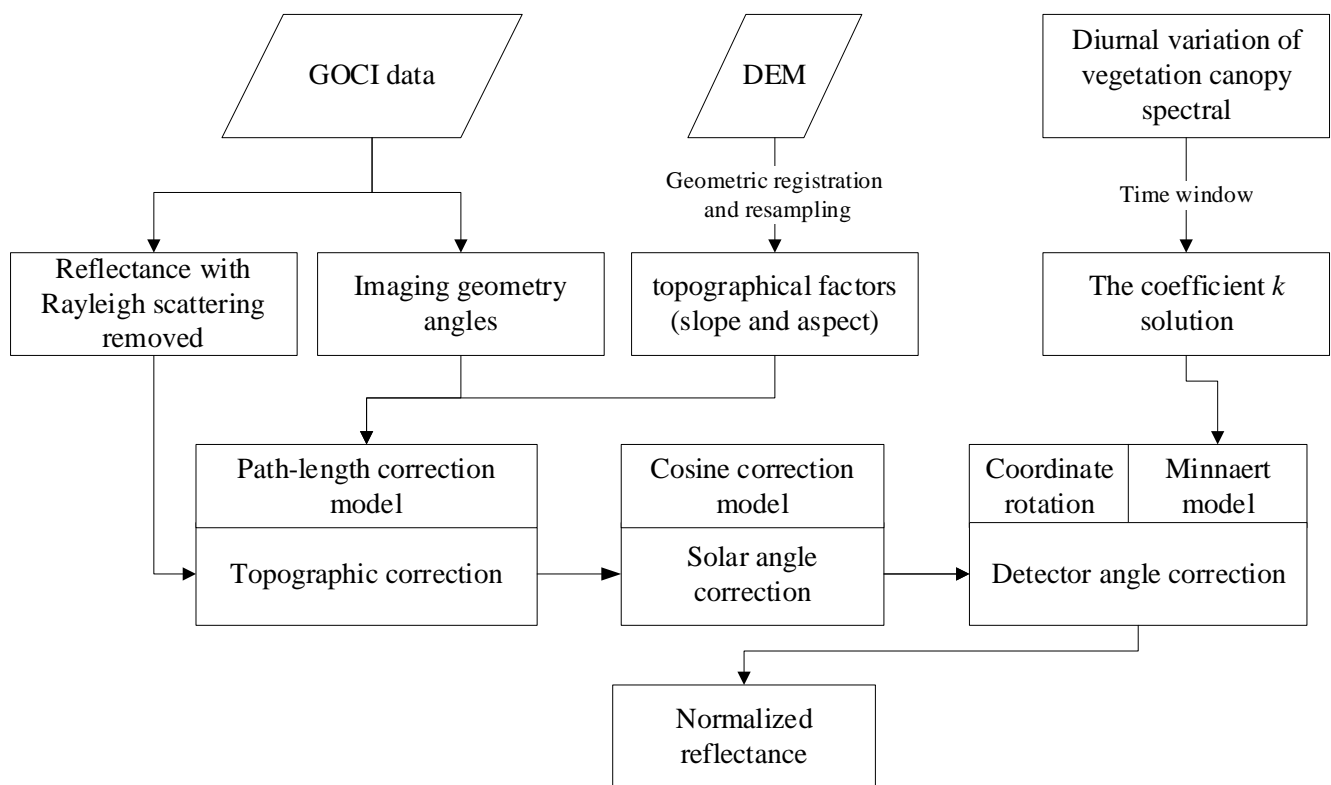 GOCI data
DEM
Diurnal variation of
vegetation canopy
spectral
Geometric registration
and resampling
Time window
Reflectance with
Rayleigh scattering
removed
Imaging geometry
angles
topographical factors
(slope and aspect)
The coefficient k
solution
Path-length correction
model
Topographic correction
Cosine correction
model
Solar angle
correction
Coordinate
rotation
Minnaert
model
Detector angle correction
Normalized
reflectance